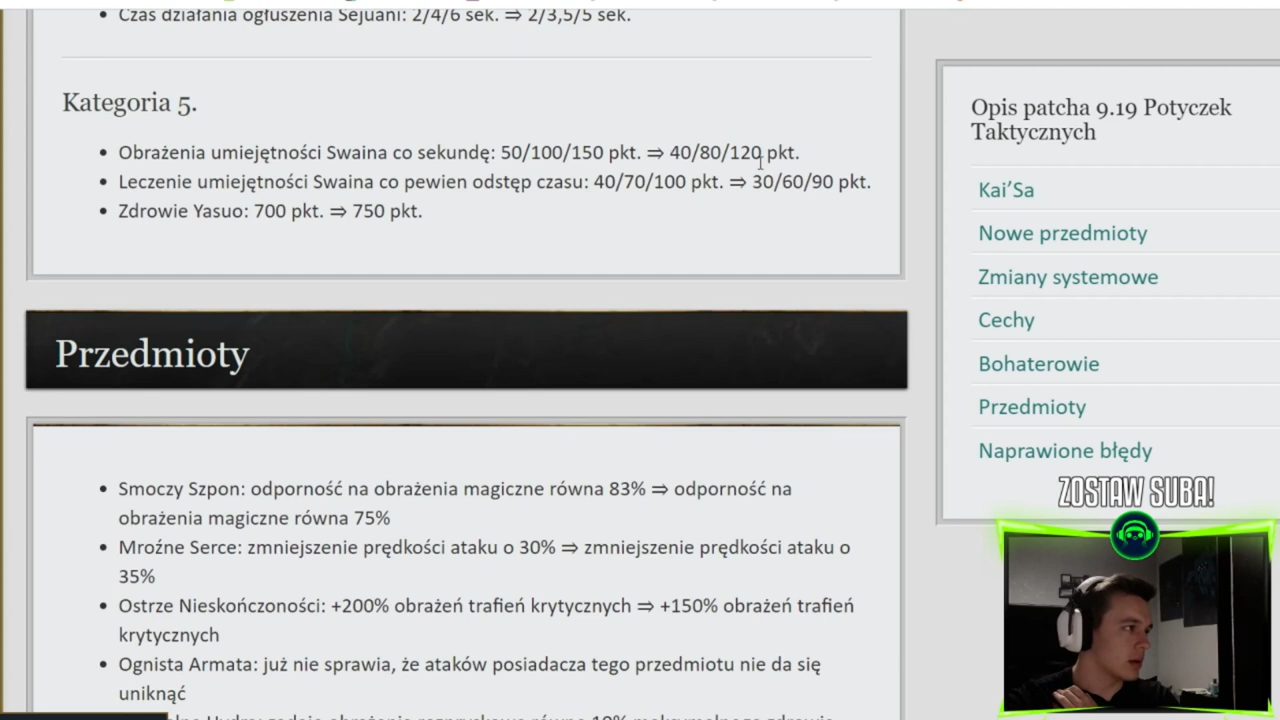 Czas działania ogłuszenia Sejuani: 2/4/6 sek. ⇒ 2/3,5/5 sek.
Kategoria 5.
Obrażenia umiejętności Swaina co sekundę: 50/100/150 pkt. ⇒ 40/80/120 pkt.
Leczenie umiejętności Swaina co pewien odstęp czasu: 40/70/100 pkt. ⇒ 30/60/90 pkt.
Zdrowie Yasuo: 700 pkt. ⇒ 750 pkt.
Przedmioty
Smoczy Szpon: odporność na obrażenia magiczne równa 83% ⇒ odporność na
obrażenia magiczne równa 75%
Mroźne Serce: zmniejszenie prędkości ataku o 30% ⇒ zmniejszenie prędkości ataku o
35%
Ostrze Nieskończoności: +200% obrażeń trafień krytycznych ⇒ +150% obrażeń trafień
krytycznych
Ognista Armata: już nie sprawia, że ataków posiadacza tego przedmiotu nie da się
uniknąć
Opis patcha 9.19 Potyczek
Taktycznych
Kai’Sa
Nowe przedmioty
Zmiany systemowe
Cechy
Bohaterowie
Przedmioty
Naprawione błędy
ZOSTAW SUBA!